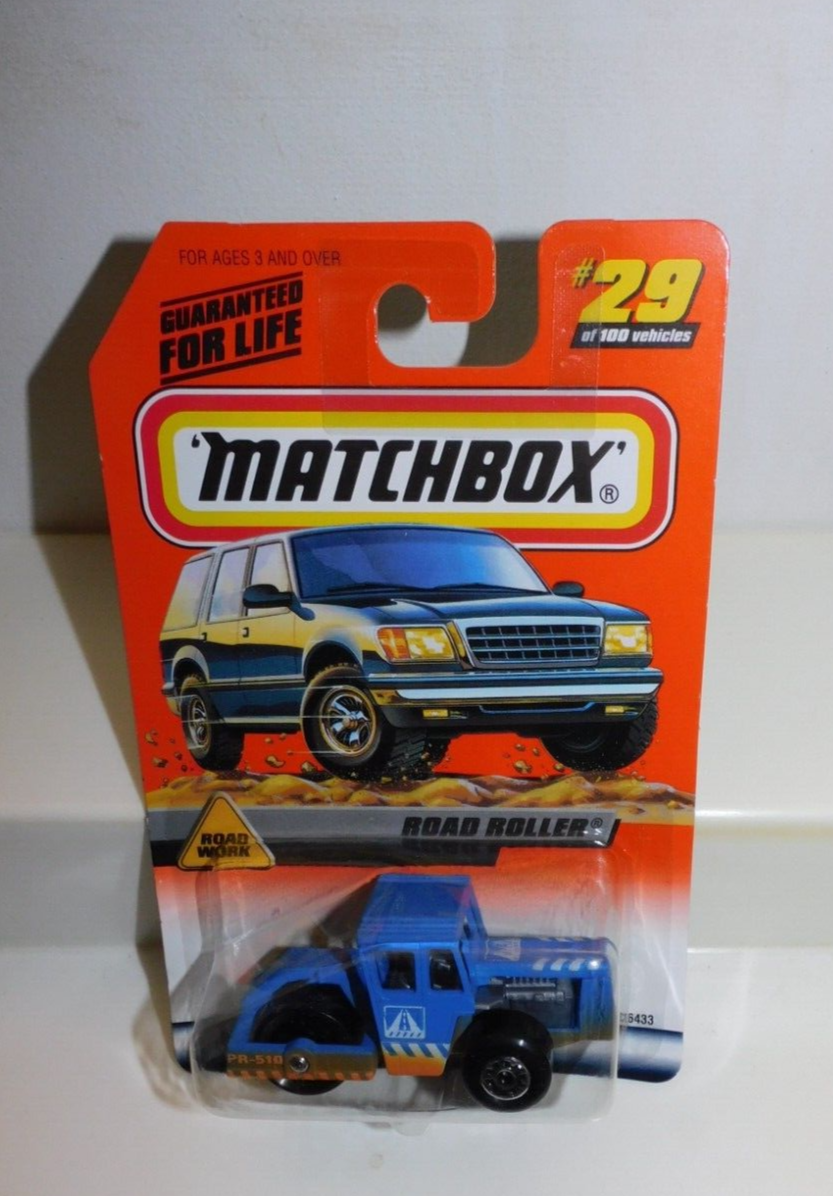 FOR AGES 3 AND OVER
GUARANTEED
FOR LIFE
#29
of 100 vehicles
'MATCHBOX'®
ROAD ROLLER®
ROAD
WORK
PR-510
5433